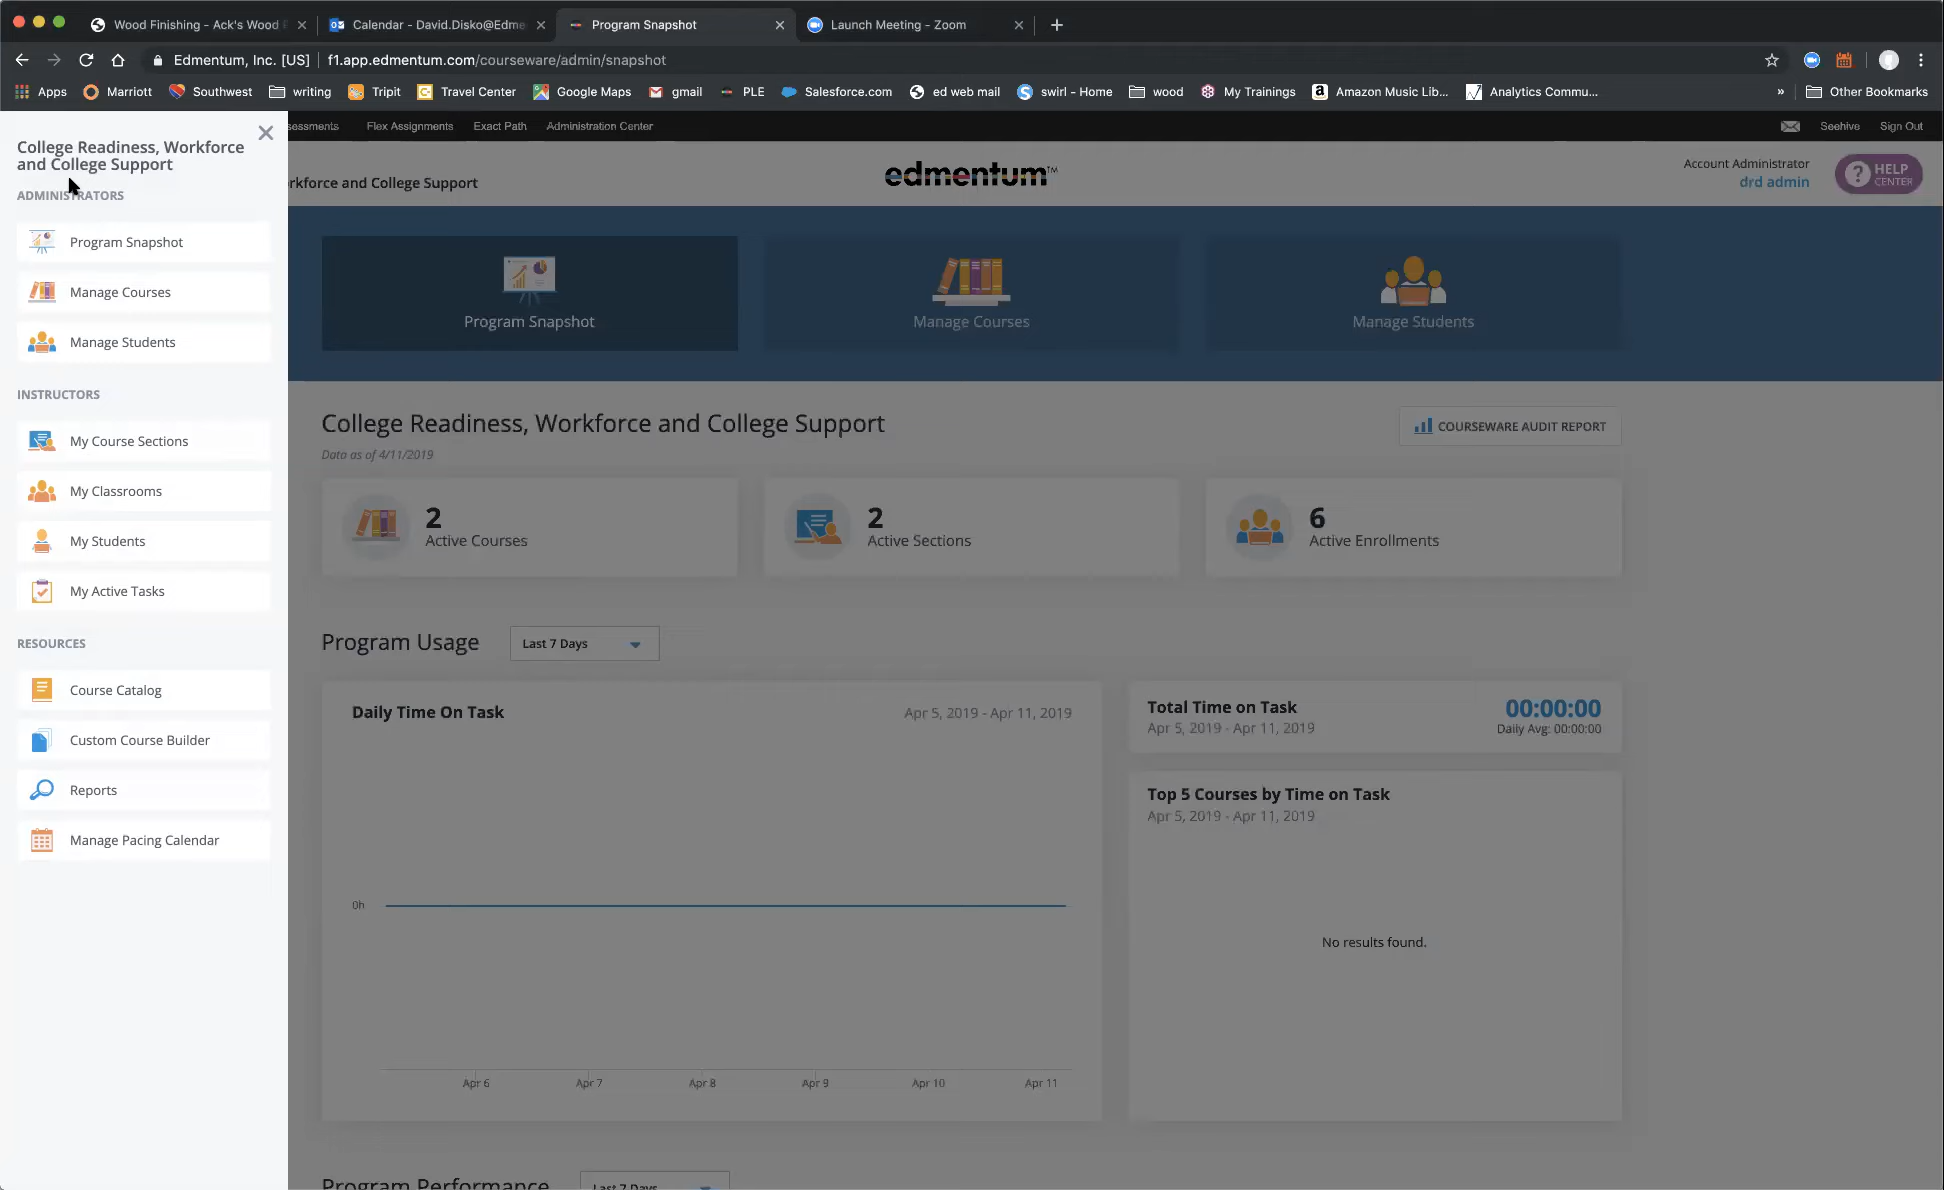 Wood Finishing - Ack's Wood
Calendar - David.Disko@Edme
Program Snapshot
Launch Meeting - Zoom
Edmentum, Inc. [US]
f1.app.edmentum.com/courseware/admin/snapshot
Apps
Marriott
Southwest
writing
Tripit
Travel Center
Google Maps
gmail
PLE
Salesforce.com
ed web mail
swirl - Home
wood
My Trainings
Amazon Music Lib...
Analytics Commu...
»
Other Bookmarks
sessments
Flex Assignments
Exact Path
Administration Center
Seehive
Sign Out
College Readiness, Workforce
and College Support
ADMINISTRATORS
Program Snapshot
Manage Courses
Manage Students
INSTRUCTORS
My Course Sections
My Classrooms
My Students
My Active Tasks
RESOURCES
Course Catalog
Custom Course Builder
Reports
Manage Pacing Calendar
rkforce and College Support
edmentum™
Account Administrator
drd admin
? HELP
CENTER
Program Snapshot
Manage Courses
Manage Students
College Readiness, Workforce and College Support
Data as of 4/11/2019
COURSEWARE AUDIT REPORT
2
Active Courses
2
Active Sections
6
Active Enrollments
Program Usage
Last 7 Days
Daily Time On Task
Apr 5, 2019 - Apr 11, 2019
0h
Apr 6
Apr 7
Apr 8
Apr 9
Apr 10
Apr 11
Total Time on Task
Apr 5, 2019 - Apr 11, 2019
00:00:00
Daily Avg: 00:00:00
Top 5 Courses by Time on Task
Apr 5, 2019 - Apr 11, 2019
No results found.
Program Performance
Last 7 Days